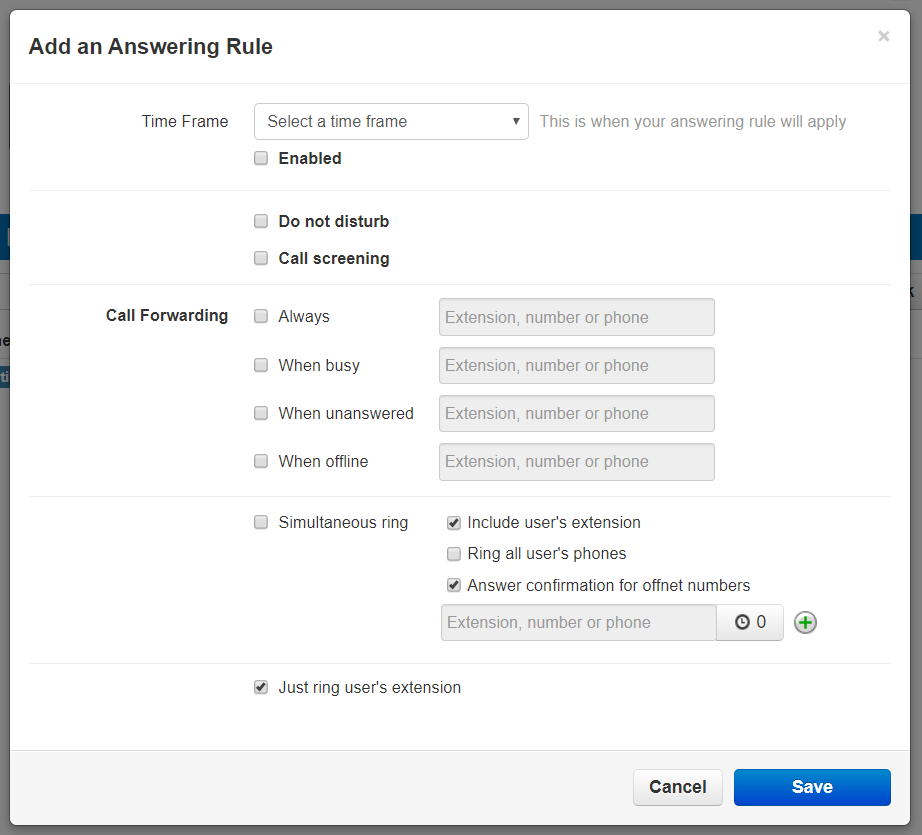 Add an Answering Rule
×
Time Frame Select a time frame This is when your answering rule will apply
Enabled
Do not disturb
Call screening
Call Forwarding Always Extension, number or phone
When busy Extension, number or phone
When unanswered Extension, number or phone
When offline Extension, number or phone
Simultaneous ring Include user's extension
Ring all user's phones
Answer confirmation for offnet numbers
Extension, number or phone 0
Just ring user's extension
Cancel Save